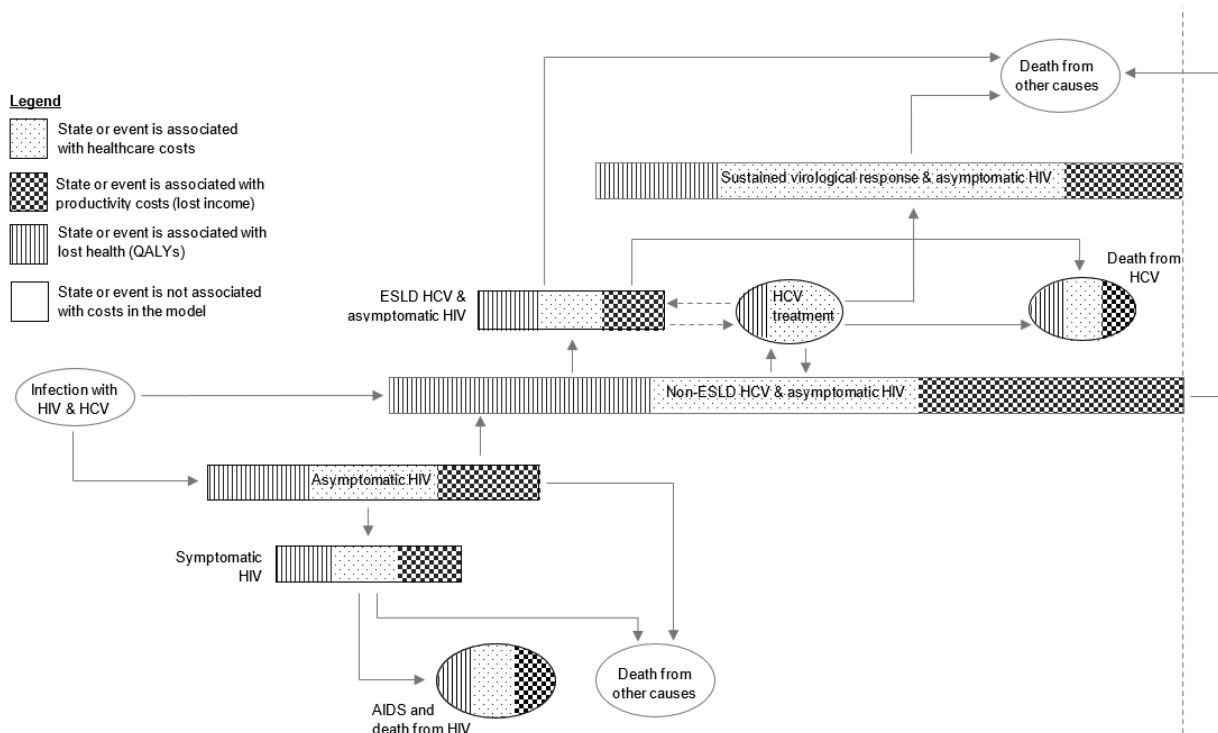 Legend
State or event is associated
with healthcare costs
State or event is associated with
productivity costs (lost income)
State or event is associated with
lost health (QALYs)
State or event is not associated
with costs in the model
Death from
other causes
Sustained virological response & asymptomatic HIV
Death from
HCV
ESLD HCV &
asymptomatic HIV
HCV
treatment
Infection with
HIV & HCV
Non-ESLD HCV & asymptomatic HIV
Asymptomatic HIV
Symptomatic
HIV
Death from
other causes
AIDS and
death from HIV